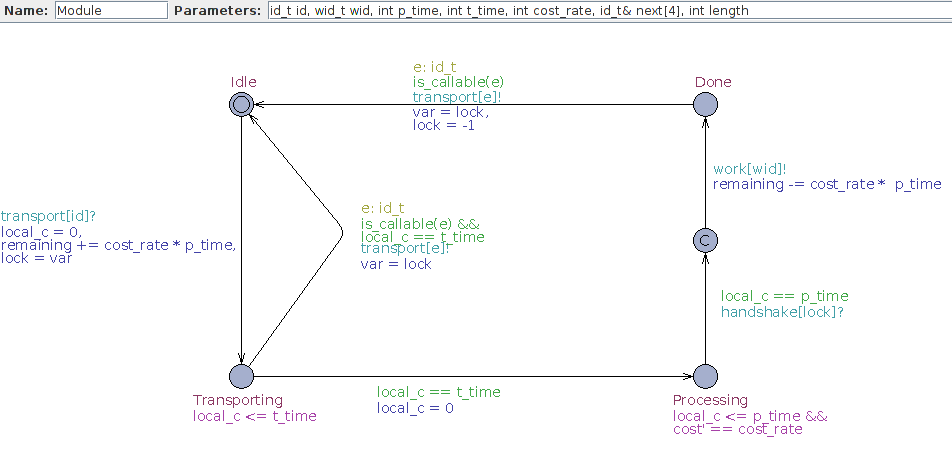 Name: Module Parameters: id_t id, wid_t wid, int p_time, int t_time, int cost_rate, id_t& next[4], int length
Idle
e: id_t
is_callable(e)
transport[e]!
var = lock,
lock = -1
Done
work[wid]!
remaining -= cost_rate * p_time
transport[id]?
local_c = 0,
remaining += cost_rate * p_time,
lock = var
e: id_t
is_callable(e) &&
local_c == t_time
transport[e]!
var = lock
C
local_c == p_time
handshake[lock]?
Transporting
local_c <= t_time
local_c == t_time
local_c = 0
Processing
local_c <= p_time &&
cost' == cost_rate